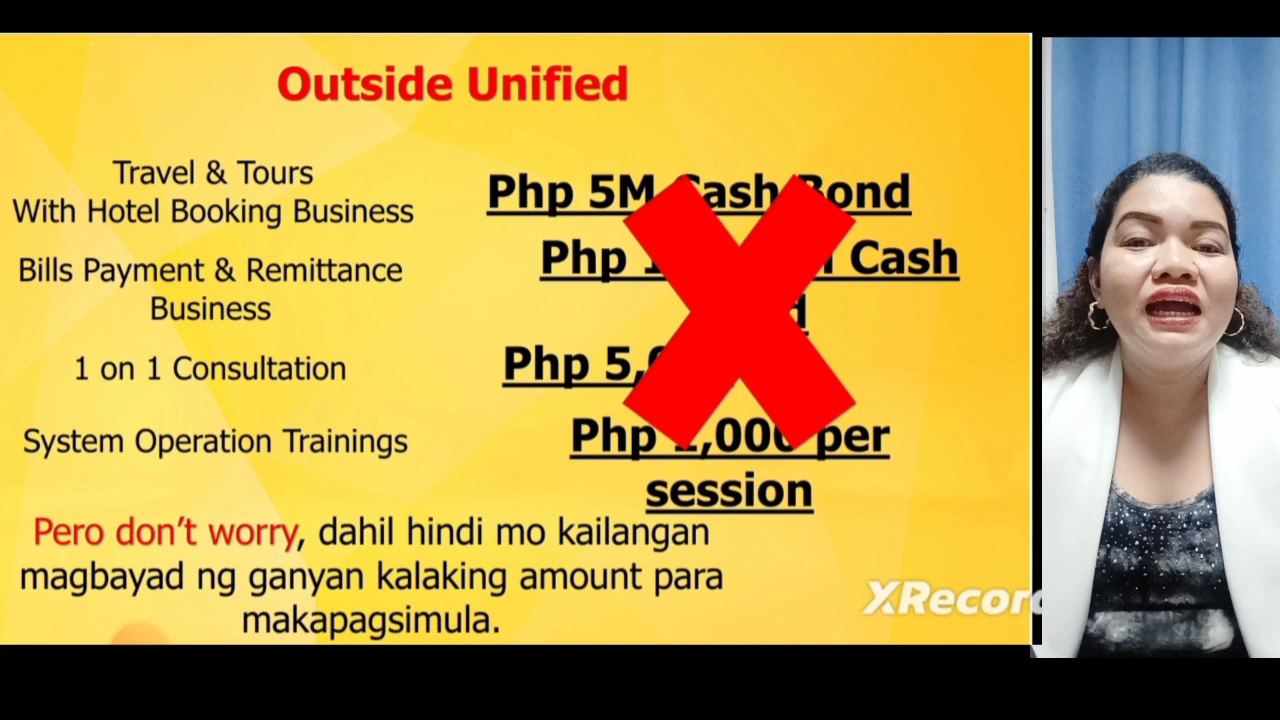 Outside Unified
Travel & Tours
With Hotel Booking Business
Php 5M Cash Bond
Bills Payment & Remittance
Business
Php Cash
1 on 1 Consultation
Php
System Operation Trainings
Php per
session
Pero don't worry, dahil hindi mo kailangan
magbayad ng ganyan kalaking amount para
makapagsimula.